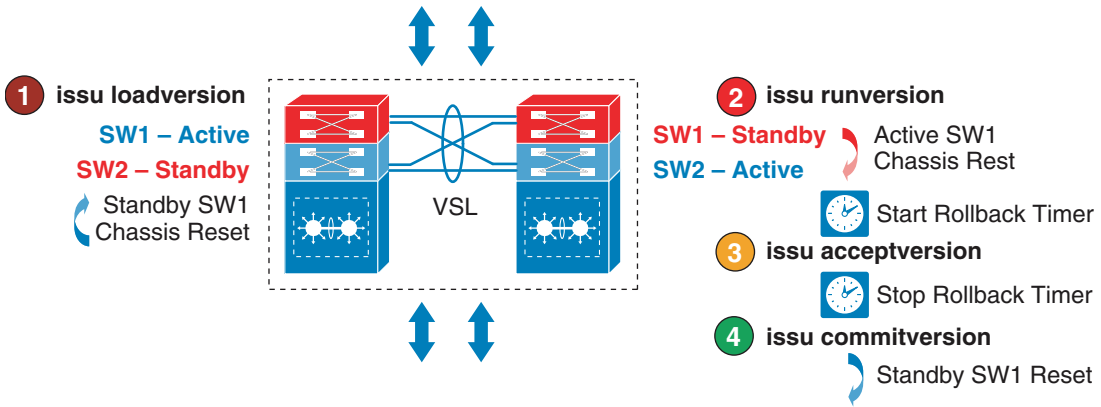 1 issu loadversion
SW1 – Active
SW2 – Standby
Standby SW1
Chassis Reset
VSL
2 issu runversion
SW1 – Standby
SW2 – Active
Active SW1
Chassis Rest
Start Rollback Timer
3 issu acceptversion
Stop Rollback Timer
4 issu commitversion
Standby SW1 Reset